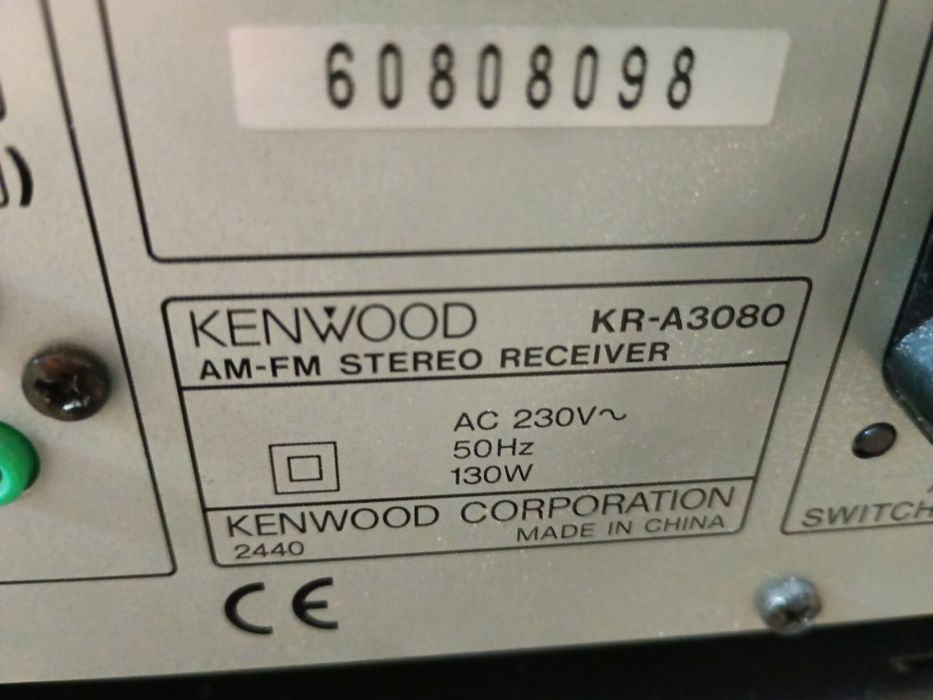 60808098
KENWOOD KR-A3080
AM-FM STEREO RECEIVER
AC 230V~
50Hz
130W
KENWOOD CORPORATION
2440 MADE IN CHINA
CE
SWITCH